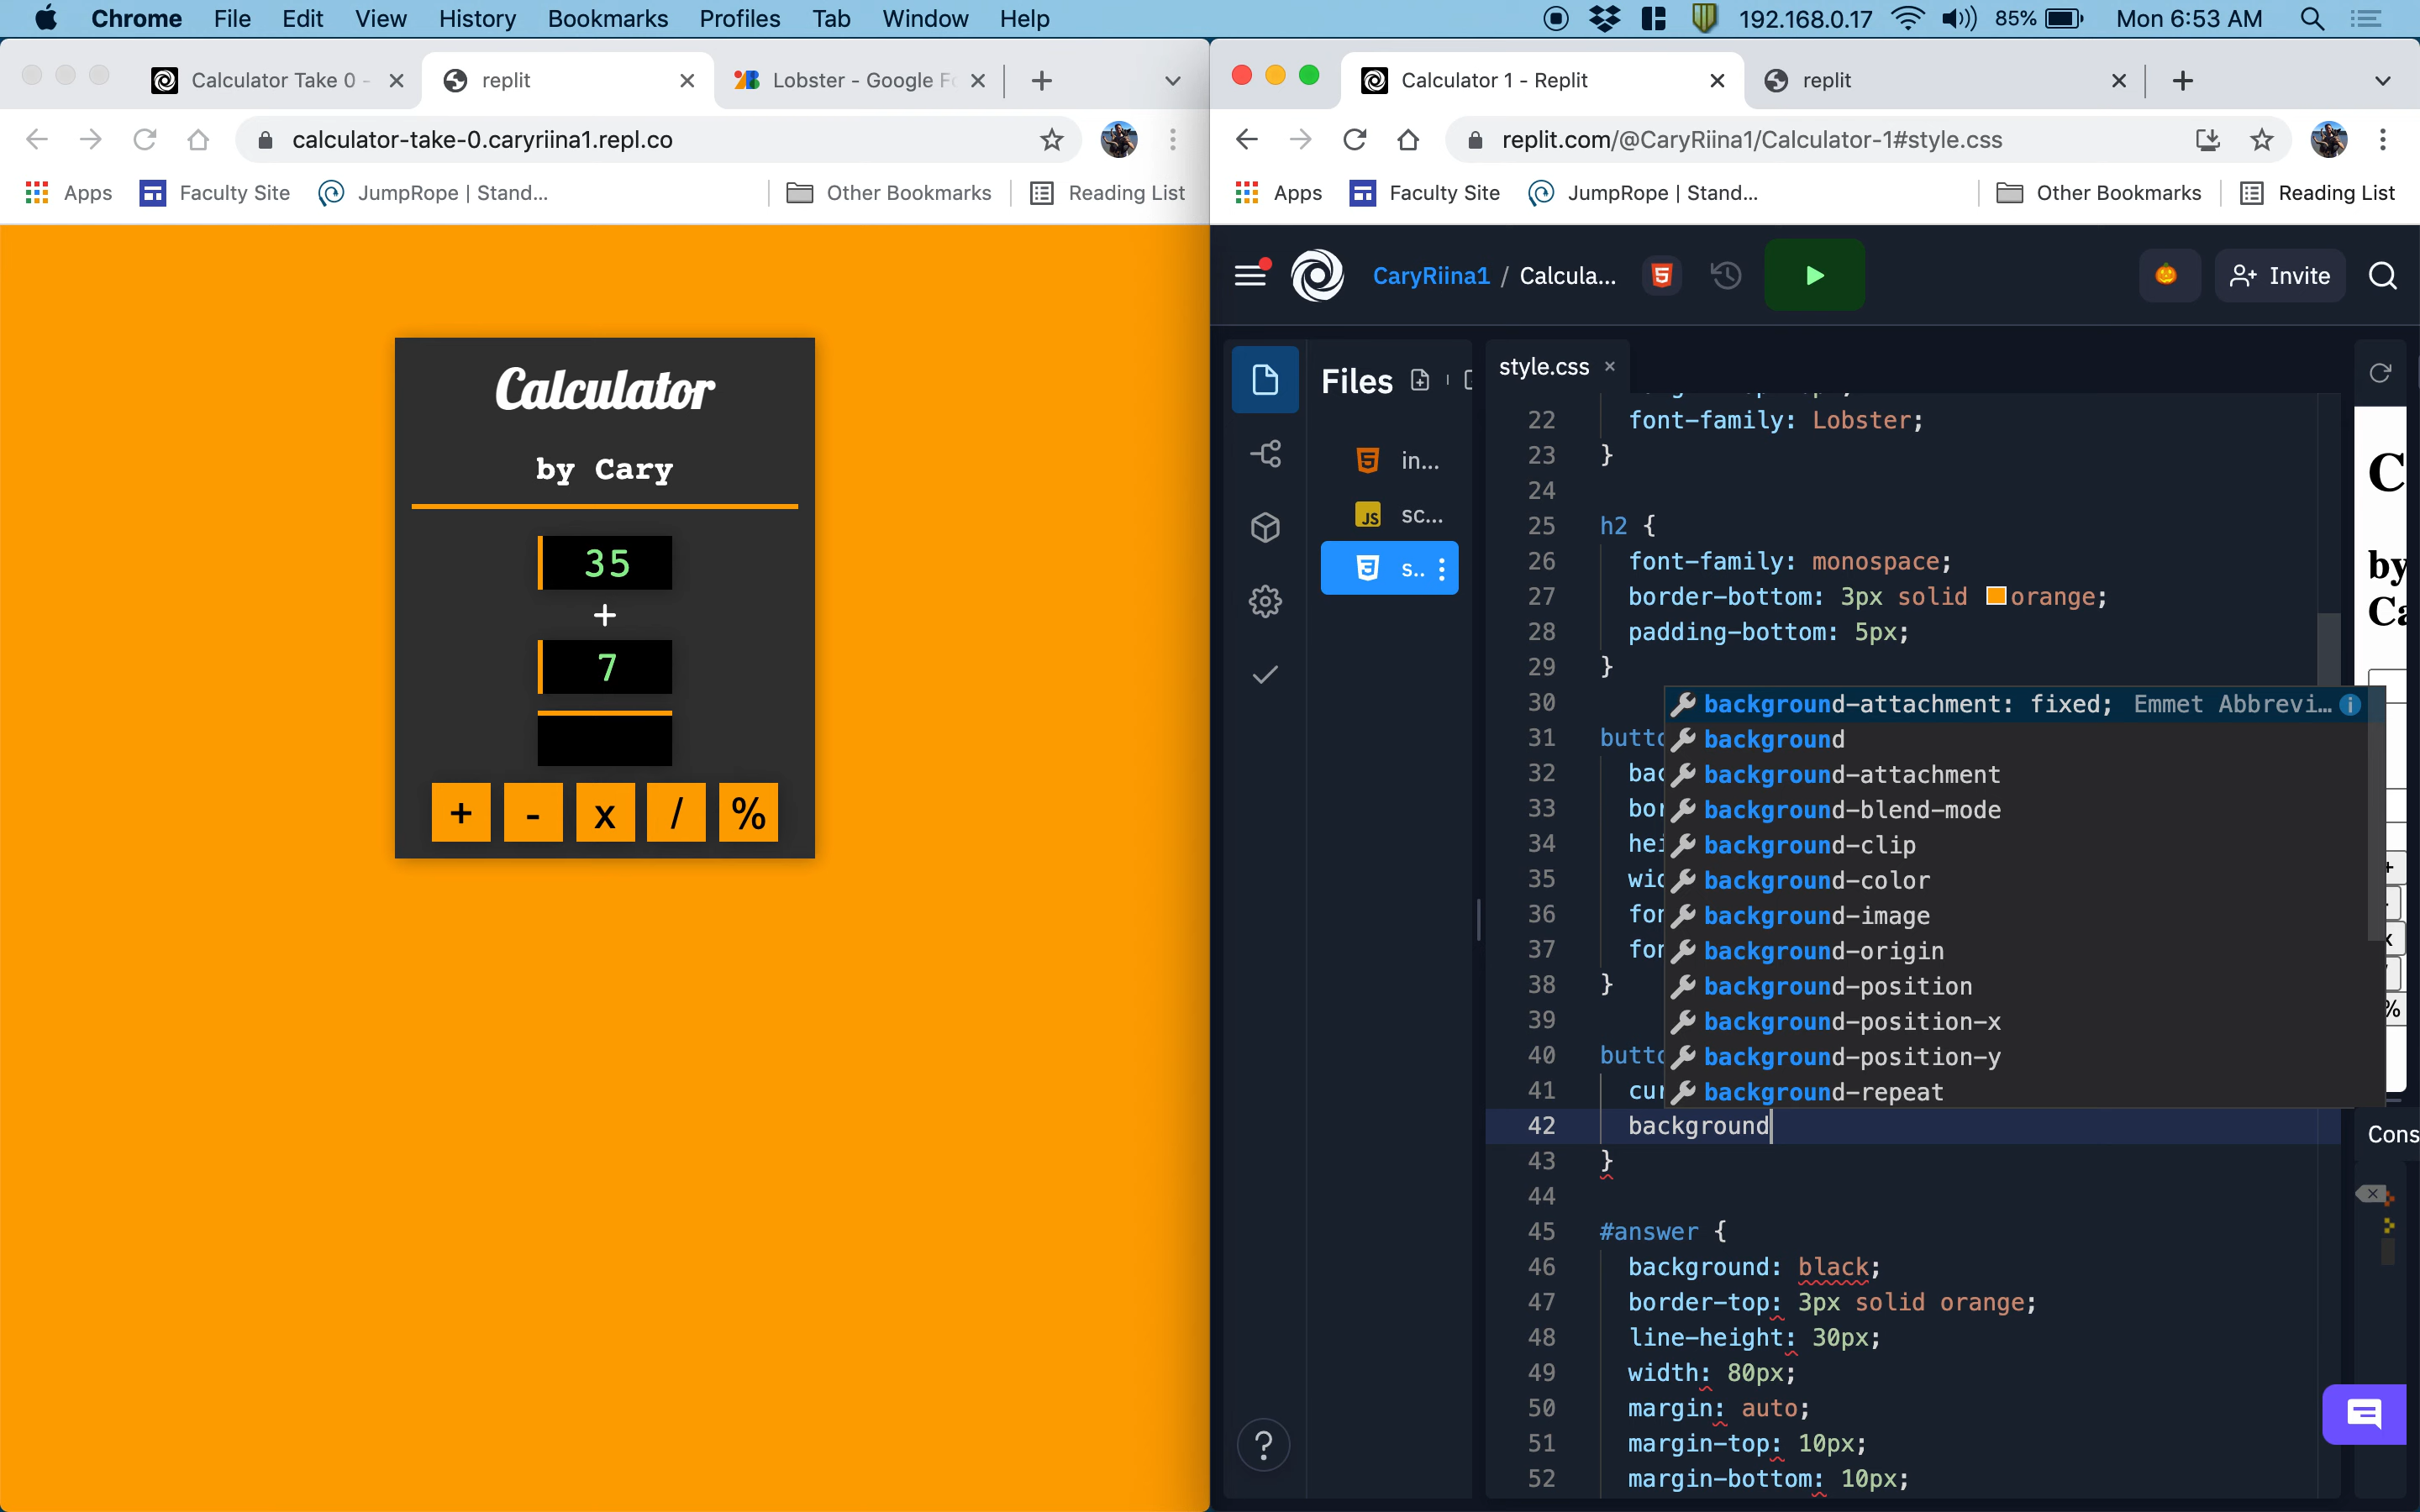 Chrome File Edit View History Bookmarks Profiles Tab Window Help
192.168.0.17 85% Mon 6:53 AM
Calculator Take 0 -
replit
Lobster - Google Fo
calculator-take-0.caryriina1.repl.co
Apps Faculty Site JumpRope | Stand... Other Bookmarks Reading List
Calculator
by Cary
35
+
7
+ - x / %
Calculator 1 - Replit
replit
replit.com/@CaryRiina1/Calculator-1#style.css
Apps Faculty Site JumpRope | Stand... Other Bookmarks Reading List
CaryRiina1 / Calcula... Invite
Files
in...
JS sc...
s..
style.css ×
22 font-family: Lobster;
23 }
24
25 h2 {
26 font-family: monospace;
27 border-bottom: 3px solid orange;
28 padding-bottom: 5px;
29 }
30
31 butto
32 bac
33 bor
34 hei
35 wid
36 for
37 for
38 }
39
40 butto
41 cur
42 background
43 }
44
45 #answer {
46 background: black;
47 border-top: 3px solid orange;
48 line-height: 30px;
49 width: 80px;
50 margin: auto;
51 margin-top: 10px;
52 margin-bottom: 10px;
background-attachment: fixed; Emmet Abbrevi...
background
background-attachment
background-blend-mode
background-clip
background-color
background-image
background-origin
background-position
background-position-x
background-position-y
background-repeat
C
by
Ca
+
x
%
Cons
?